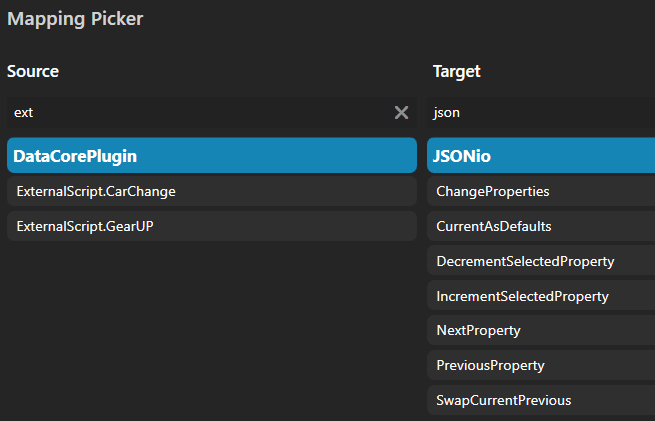 Mapping Picker
Source
Target
ext
json
DataCorePlugin
JSONio
ExternalScript.CarChange
ChangeProperties
ExternalScript.GearUP
CurrentAsDefaults
DecrementSelectedProperty
IncrementSelectedProperty
NextProperty
PreviousProperty
SwapCurrentPrevious